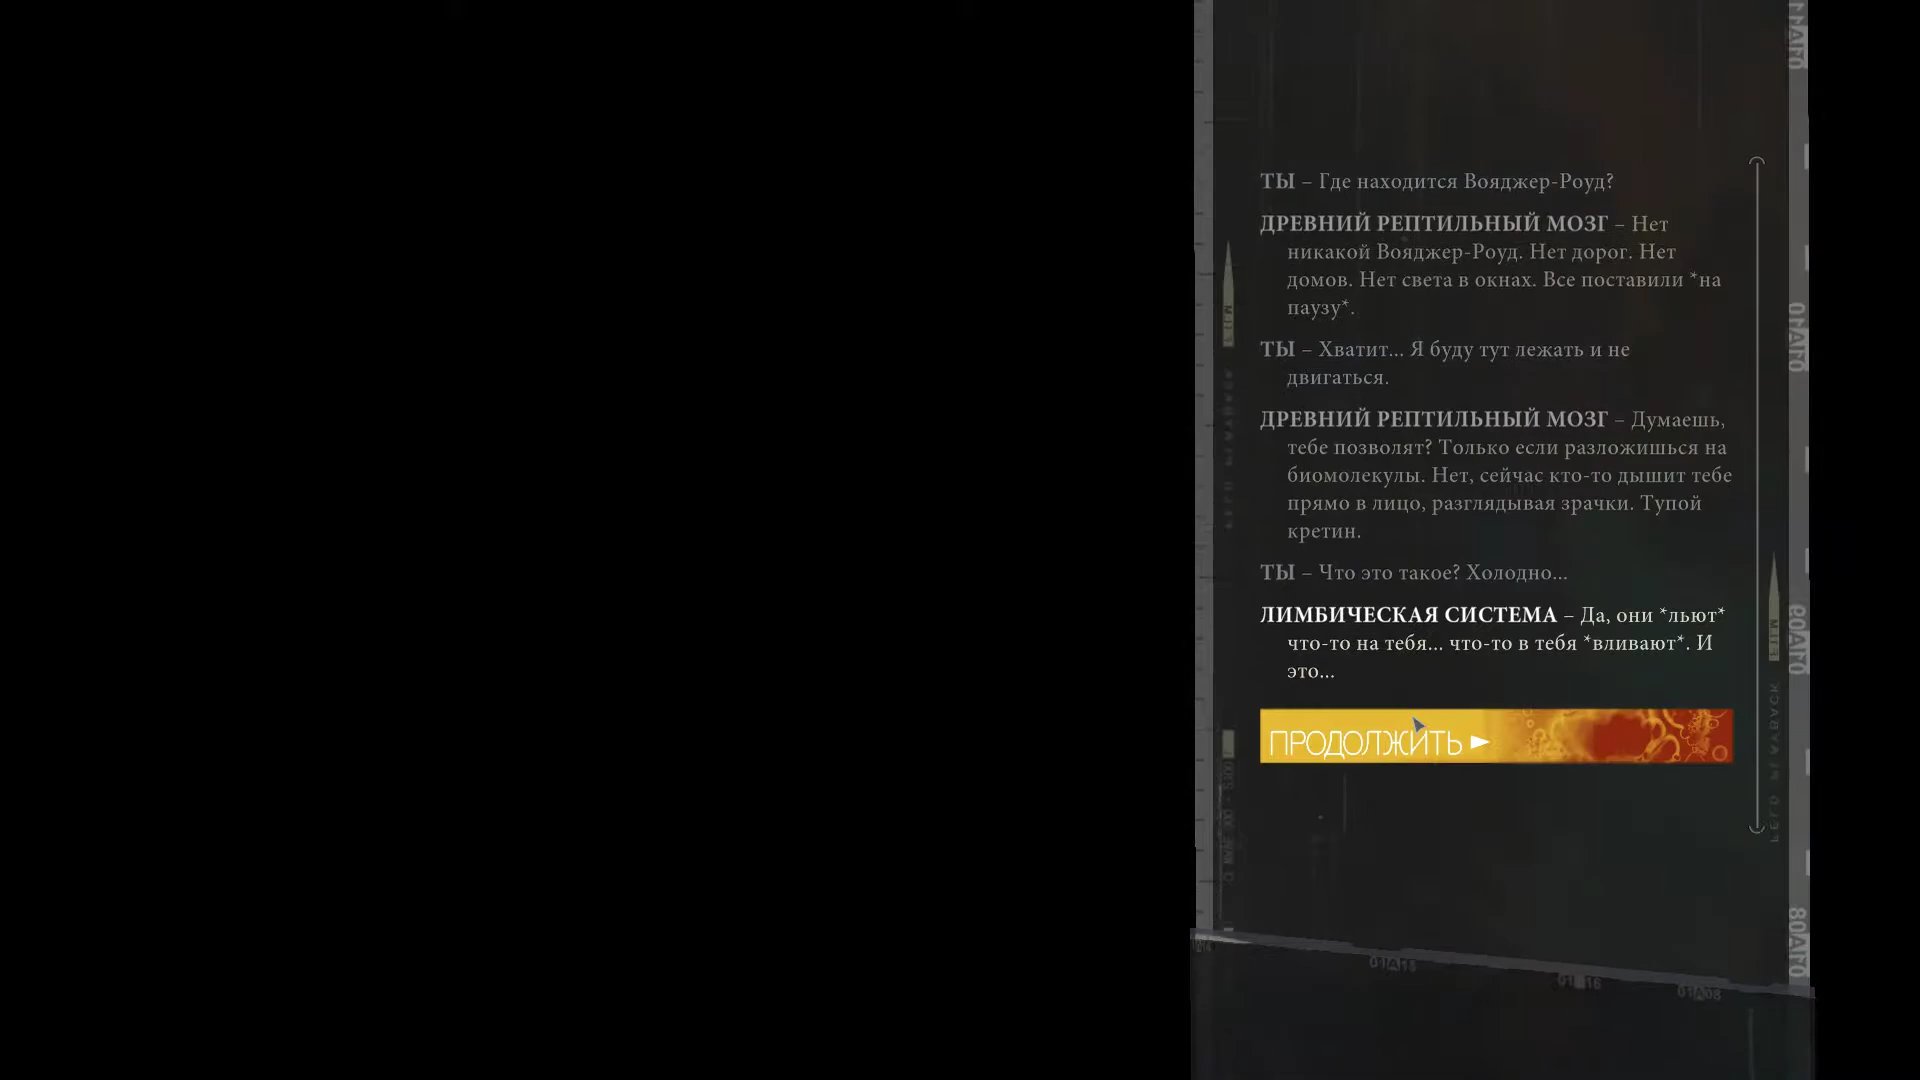 ТЫ – Где находится Вояджер-Роуд?
ДРЕВНИЙ РЕПТИЛЬНЫЙ МОЗГ – Нет
никакой Вояджер-Роуд. Нет дорог. Нет
домов. Нет света в окнах. Все поставили *на
паузу*.
ТЫ – Хватит... Я буду тут лежать и не
двигаться.
ДРЕВНИЙ РЕПТИЛЬНЫЙ МОЗГ – Думаешь,
тебе позволят? Только если разложишься на
биомолекулы. Нет, сейчас кто-то дышит тебе
прямо в лицо, разглядывая зрачки. Тупой
кретин.
ТЫ – Что это такое? Холодно...
ЛИМБИЧЕСКАЯ СИСТЕМА – Да, они *льют*
что-то на тебя... что-то в тебя *вливают*. И
это...
ПРОДОЛЖИТЬ